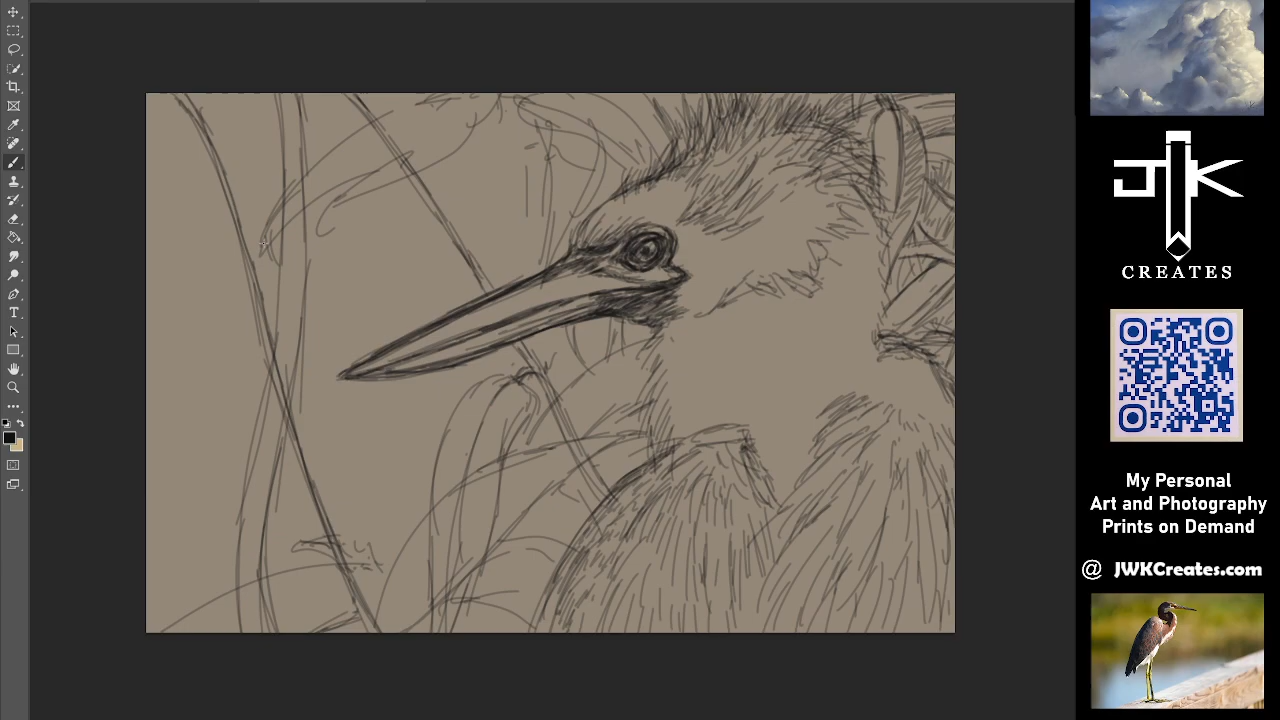 JK
CREATES
My Personal
Art and Photography
Prints on Demand
@ JWKCreates.com